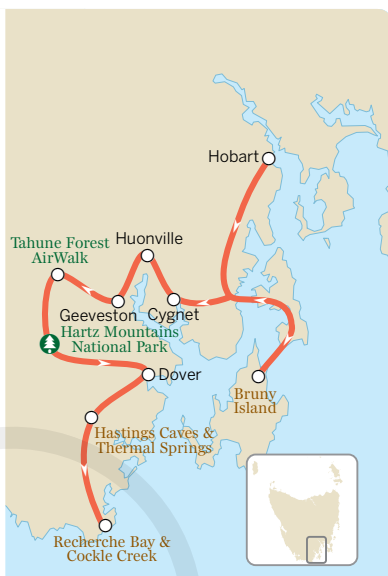 Hobart
Huonville
Tahune Forest
AirWalk
Geeveston
Cygnet
Hartz Mountains
National Park
Dover
Bruny
Island
Hastings Caves &
Thermal Springs
Recherche Bay &
Cockle Creek